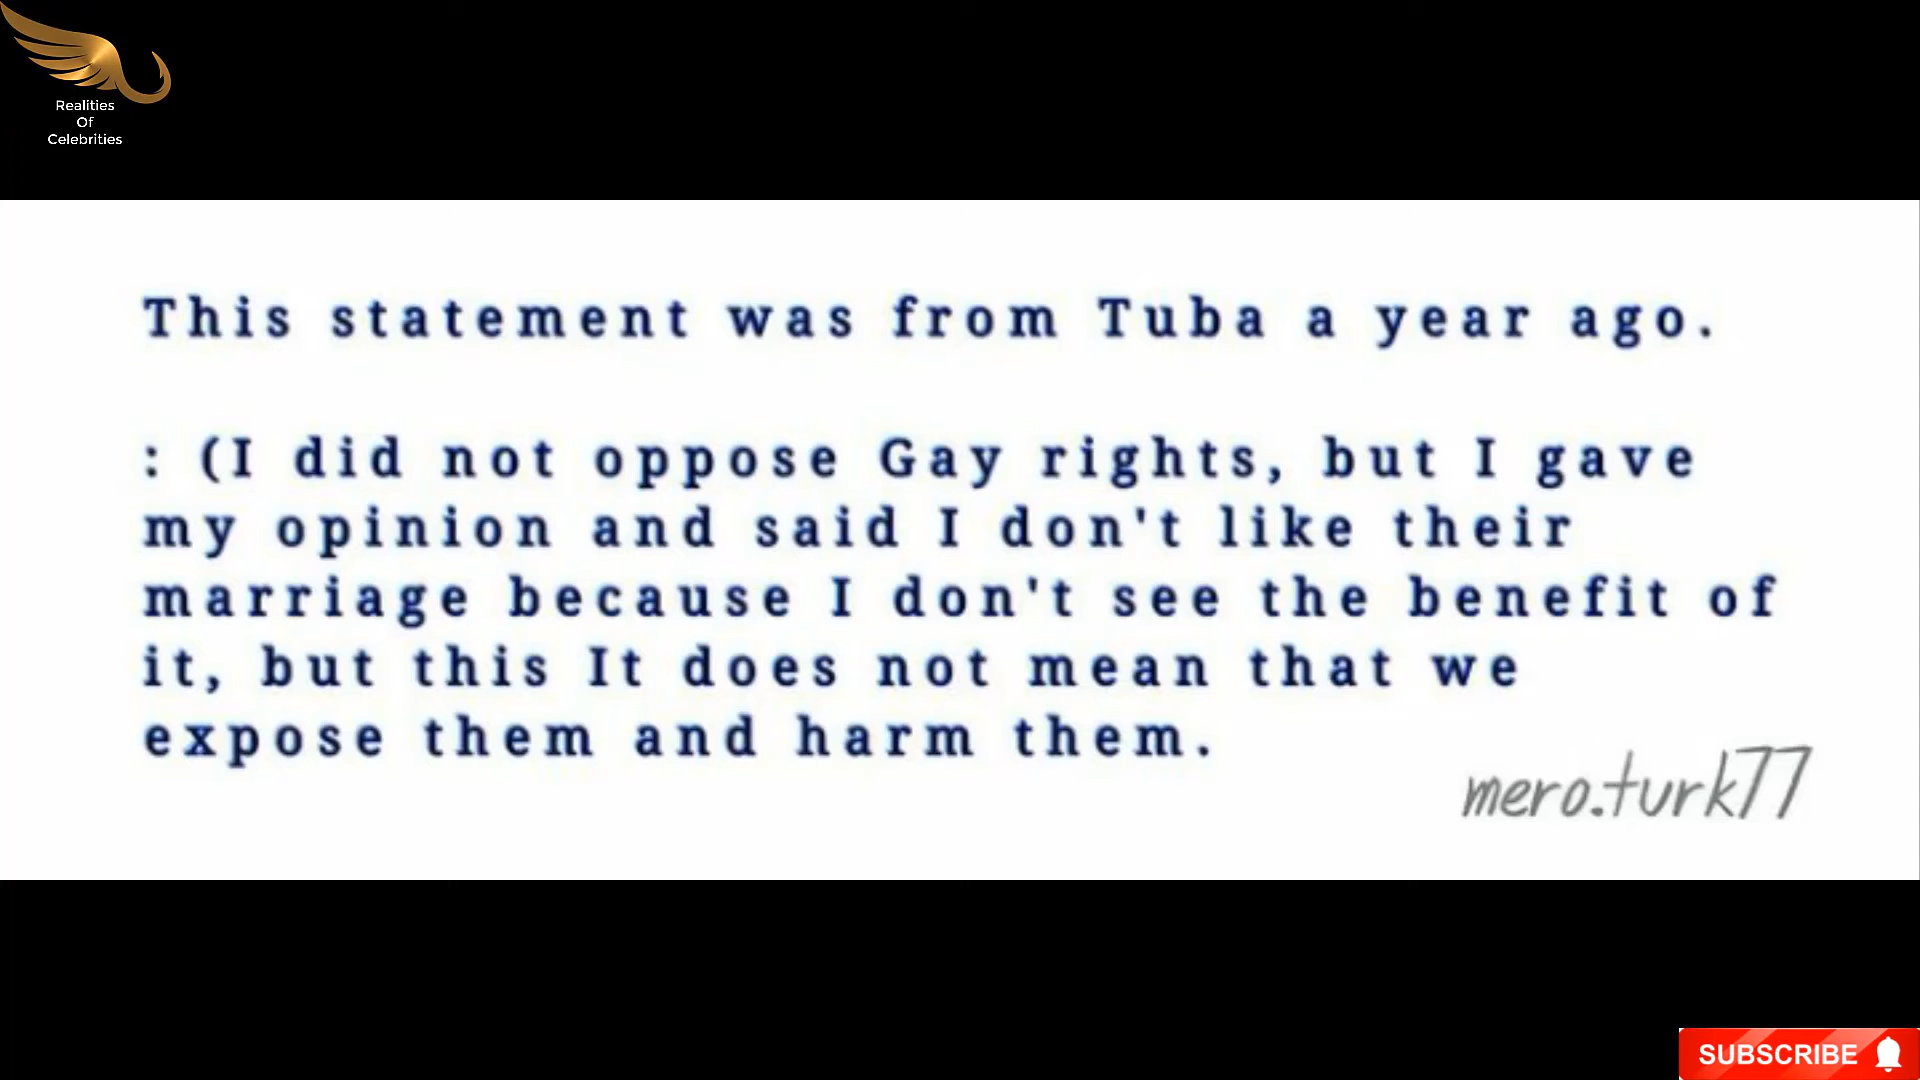 Realities
Of
Celebrities
This statement was from Tuba a year ago.
: (I did not oppose Gay rights, but I gave
my opinion and said I don't like their
marriage because I don't see the benefit of
it, but this It does not mean that we
expose them and harm them.
mero.turk77
SUBSCRIBE